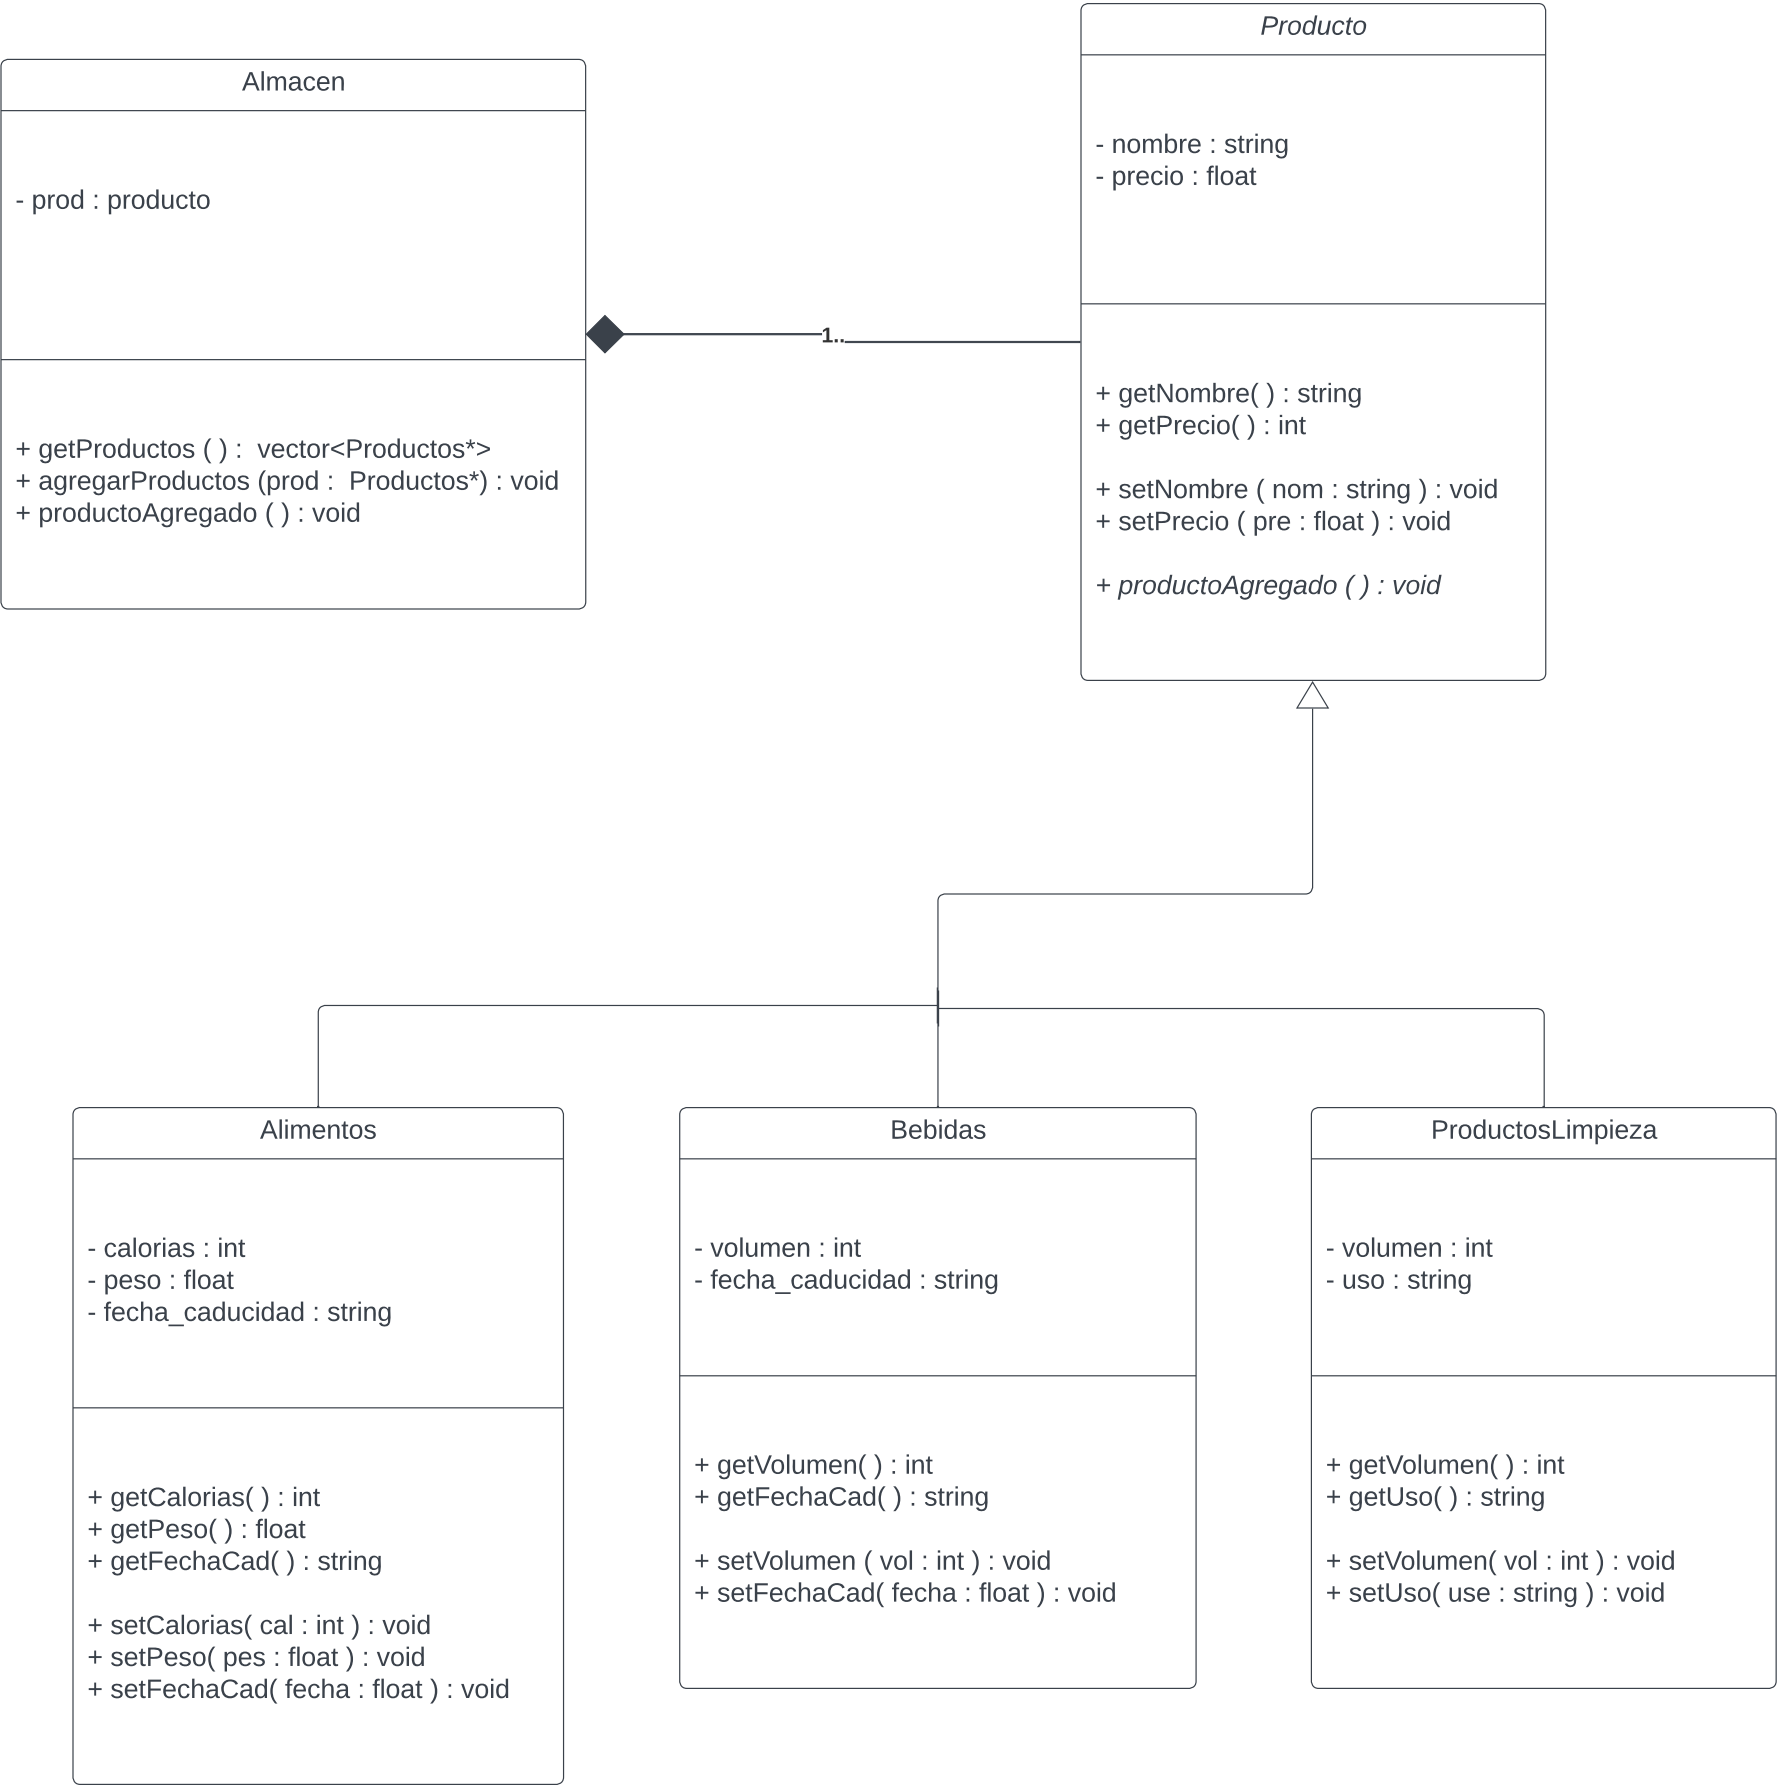 Almacen
- prod : producto
+ getProductos ( ) :  vector<Productos*>
+ agregarProductos (prod :  Productos*) : void
+ productoAgregado ( ) : void
1..
Producto
- nombre : string
- precio : float
+ getNombre( ) : string
+ getPrecio( ) : int
+ setNombre ( nom : string ) : void
+ setPrecio ( pre : float ) : void
+ productoAgregado ( ) : void
Alimentos
- calorias : int
- peso : float
- fecha_caducidad : string
+ getCalorias( ) : int
+ getPeso( ) : float
+ getFechaCad( ) : string
+ setCalorias( cal : int ) : void
+ setPeso( pes : float ) : void
+ setFechaCad( fecha : float ) : void
Bebidas
- volumen : int
- fecha_caducidad : string
+ getVolumen( ) : int
+ getFechaCad( ) : string
+ setVolumen ( vol : int ) : void
+ setFechaCad( fecha : float ) : void
ProductosLimpieza
- volumen : int
- uso : string
+ getVolumen( ) : int
+ getUso( ) : string
+ setVolumen( vol : int ) : void
+ setUso( use : string ) : void